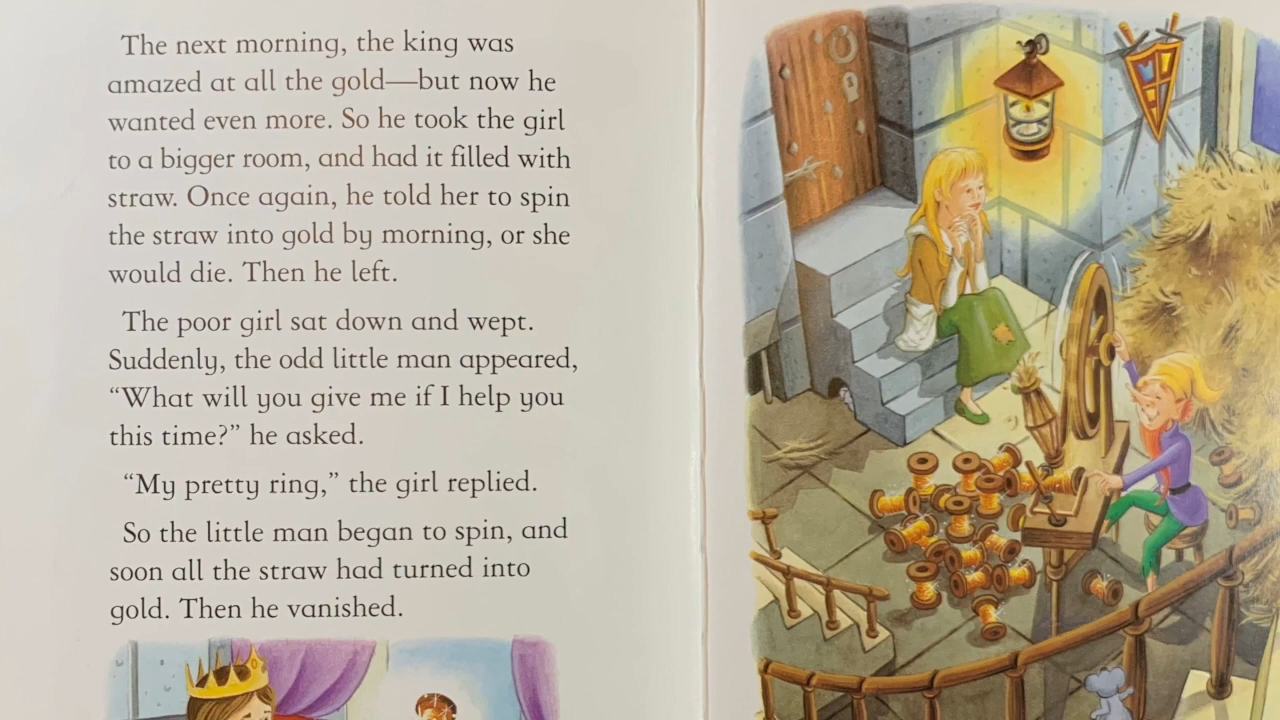 The next morning, the king was
amazed at all the gold—but now he
wanted even more. So he took the girl
to a bigger room, and had it filled with
straw. Once again, he told her to spin
the straw into gold by morning, or she
would die. Then he left.
The poor girl sat down and wept.
Suddenly, the odd little man appeared,
“What will you give me if I help you
this time?” he asked.
“My pretty ring,” the girl replied.
So the little man began to spin, and
soon all the straw had turned into
gold. Then he vanished.